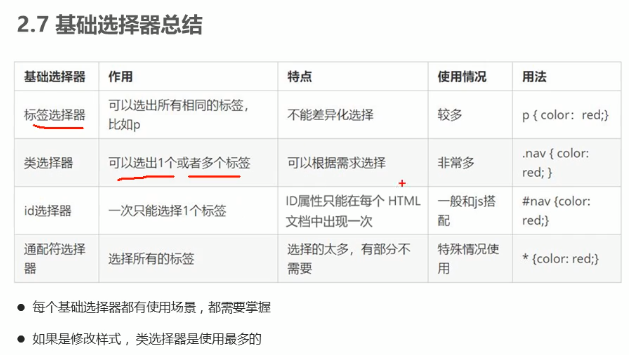 2.7 基础选择器总结
基础选择器 作用 特点 使用情况 用法
标签选择器 可以选出所有相同的标签，比如p 不能差异化选择 较多 p { color：red;}
类选择器 可以选出1个或者多个标签 可以根据需求选择 非常多 .nav { color: red; }
id选择器 一次只能选择1个标签 ID属性只能在每个 HTML 文档中出现一次 一般和js搭配 #nav {color: red;}
通配符选择器 选择所有的标签 选择的太多，有部分不需要 特殊情况使用 * {color: red;}
● 每个基础选择器都有使用场景，都需要掌握
● 如果是修改样式，类选择器是使用最多的